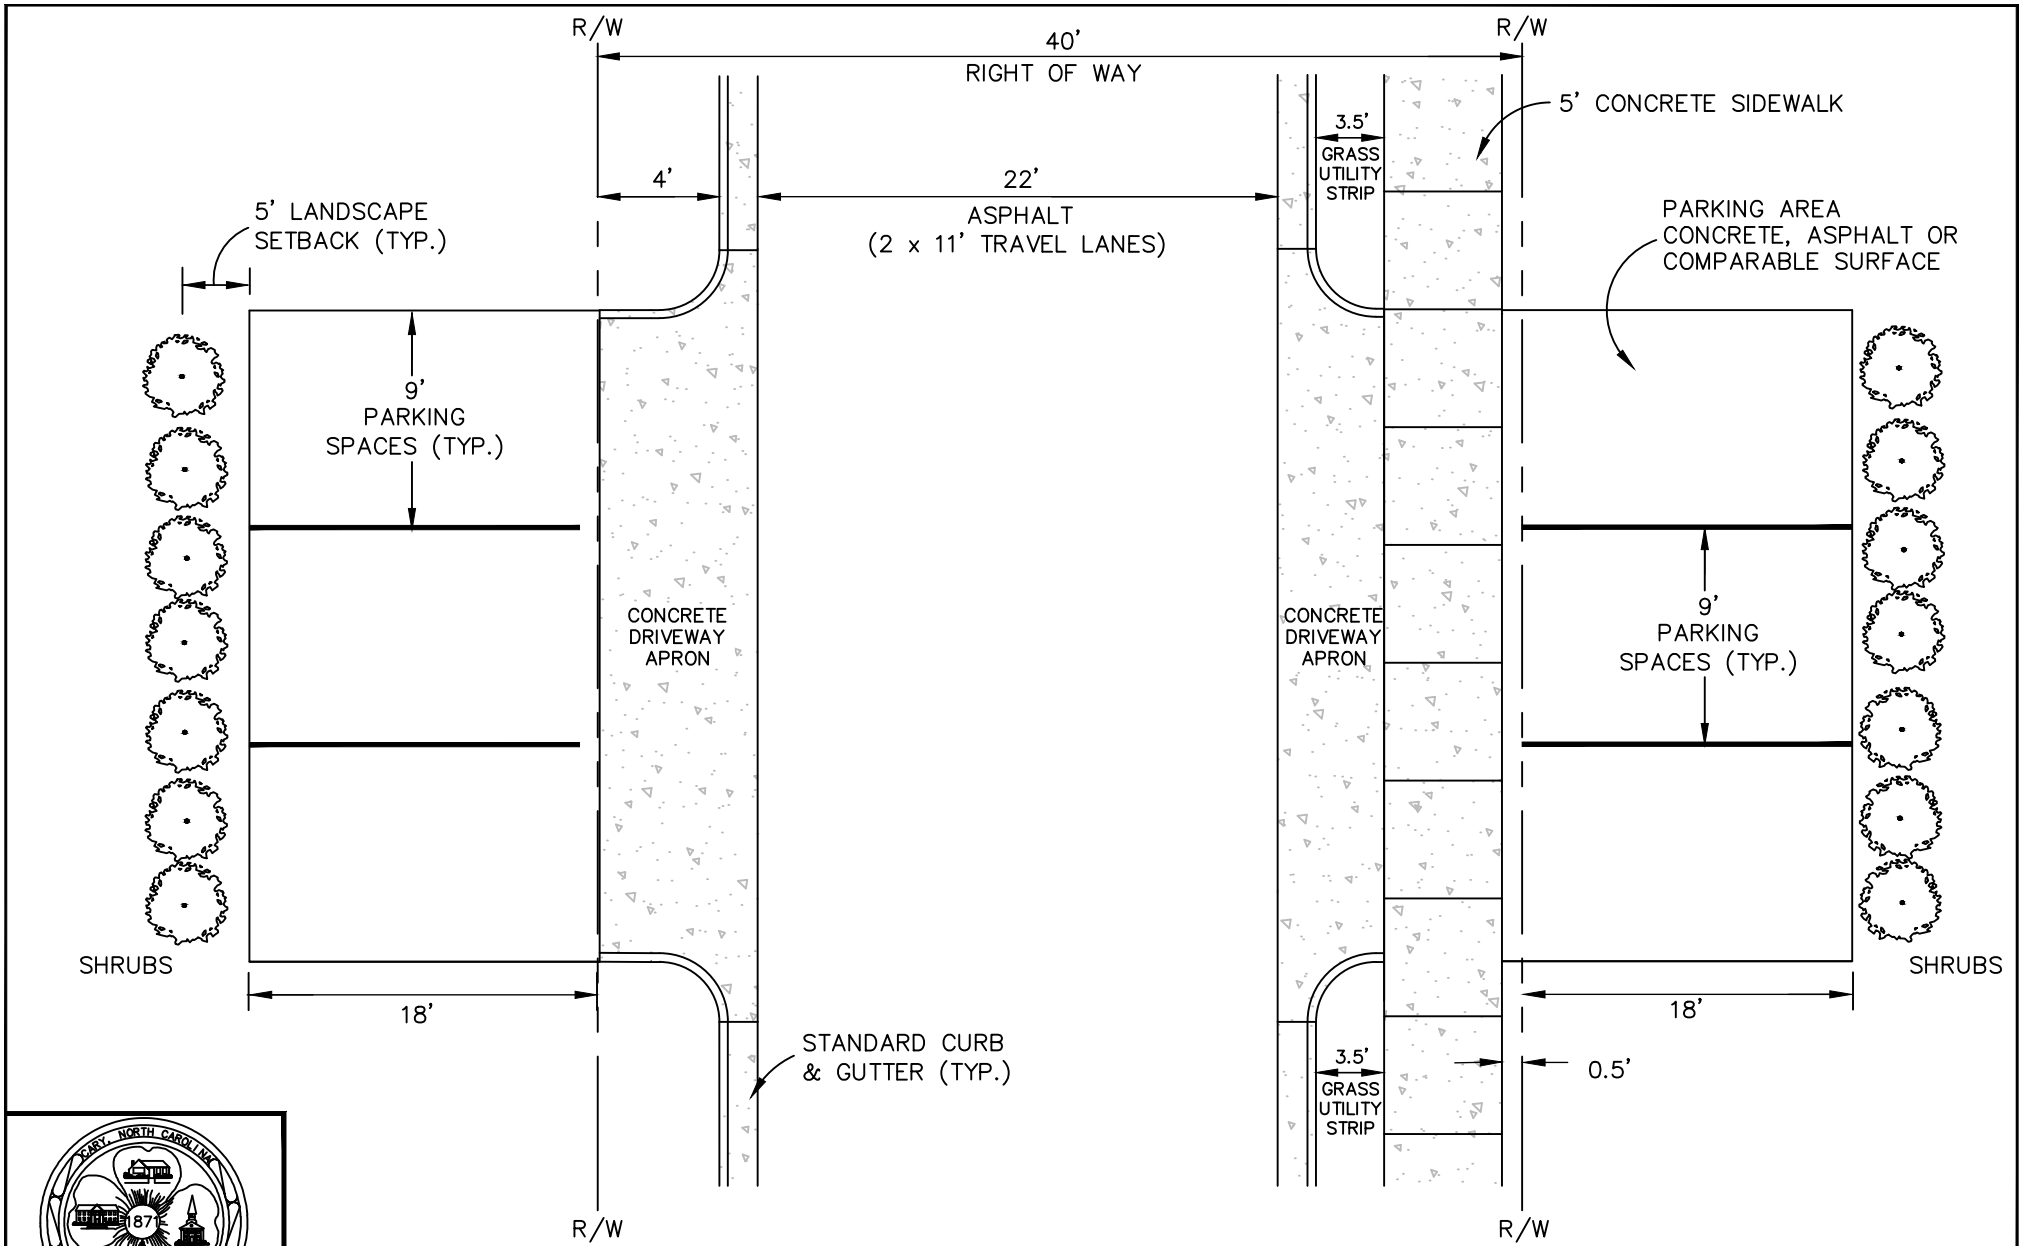 R/W
R/W
40'
RIGHT OF WAY
5' CONCRETE SIDEWALK
3.5'
GRASS
UTILITY
STRIP
4'
22'
ASPHALT
(2 x 11' TRAVEL LANES)
5' LANDSCAPE
SETBACK (TYP.)
PARKING AREA
CONCRETE, ASPHALT OR
COMPARABLE SURFACE
9'
PARKING
SPACES (TYP.)
CONCRETE
DRIVEWAY
APRON
CONCRETE
DRIVEWAY
APRON
9'
PARKING
SPACES (TYP.)
SHRUBS
SHRUBS
18'
18'
STANDARD CURB
& GUTTER (TYP.)
3.5'
GRASS
UTILITY
STRIP
0.5'
CARY, NORTH CAROLINA
1871
R/W
R/W